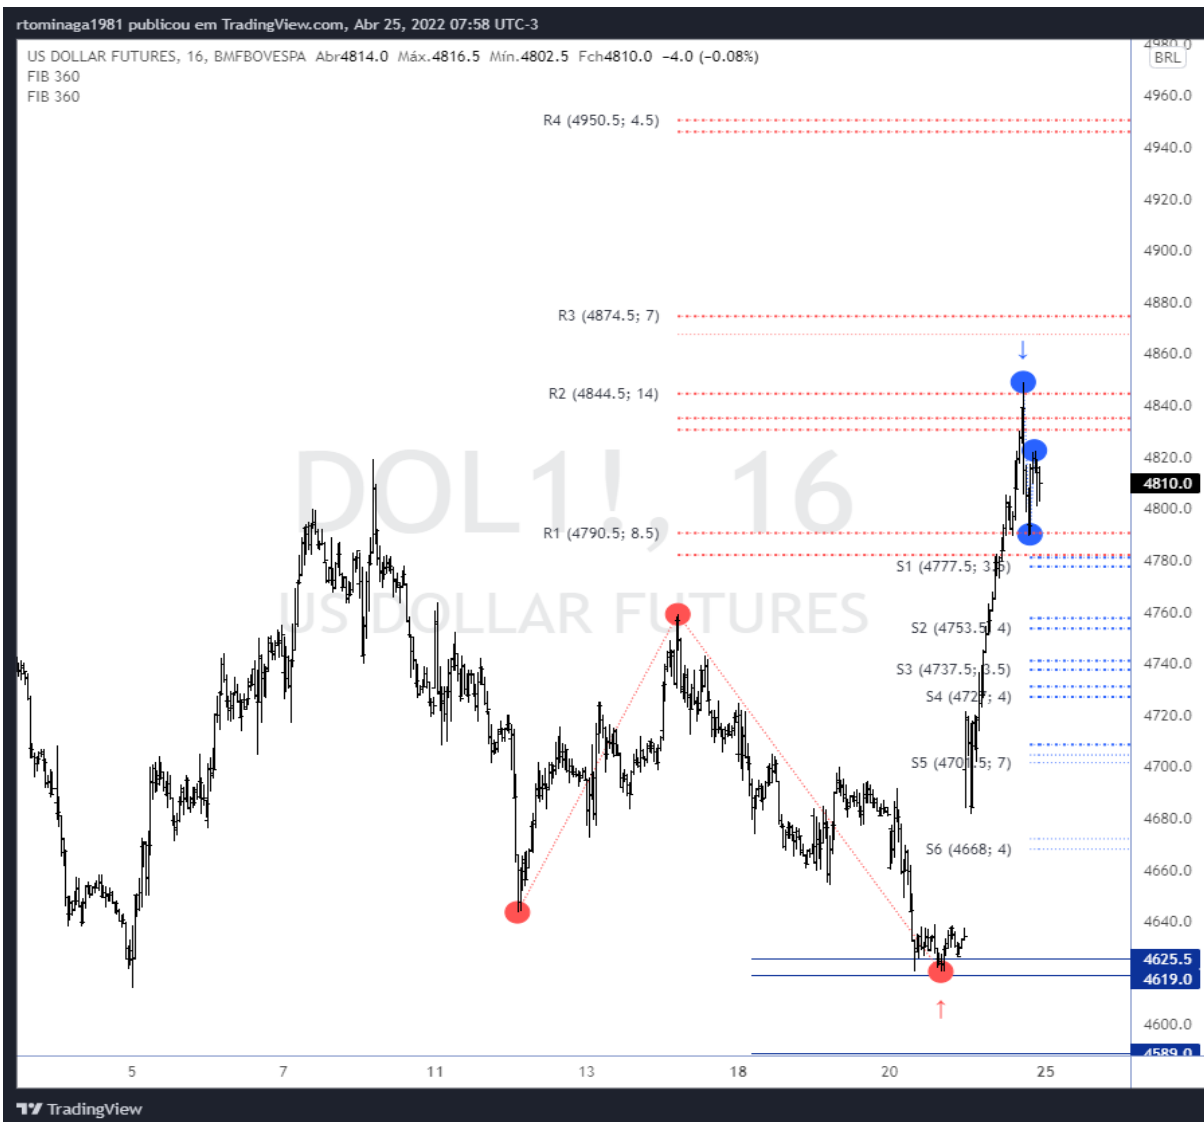 rtominaga1981 publicou em TradingView.com, Abr 25, 2022 07:58 UTC-3
US DOLLAR FUTURES, 16, BMFBOVESPA Abr4814.0 Máx.4816.5 Mín.4802.5 Fch4810.0 −4.0 (−0.08%)
FIB 360
FIB 360
4980.0
BRL
4960.0
R4 (4950.5; 4.5)
4940.0
4920.0
4900.0
4880.0
R3 (4874.5; 7)
4860.0
R2 (4844.5; 14)
4840.0
4820.0
DOL1!, 16
4810.0
4800.0
R1 (4790.5; 8.5)
4780.0
S1 (4777.5; 3.5)
US DOLLAR FUTURES
4760.0
S2 (4753.5; 4)
4740.0
S3 (4737.5; 3.5)
S4 (4727; 4)
4720.0
4700.0
S5 (4701.5; 7)
4680.0
S6 (4668; 4)
4660.0
4640.0
4625.5
4619.0
4600.0
4589.0
5 7 11 13 18 20 25
TradingView